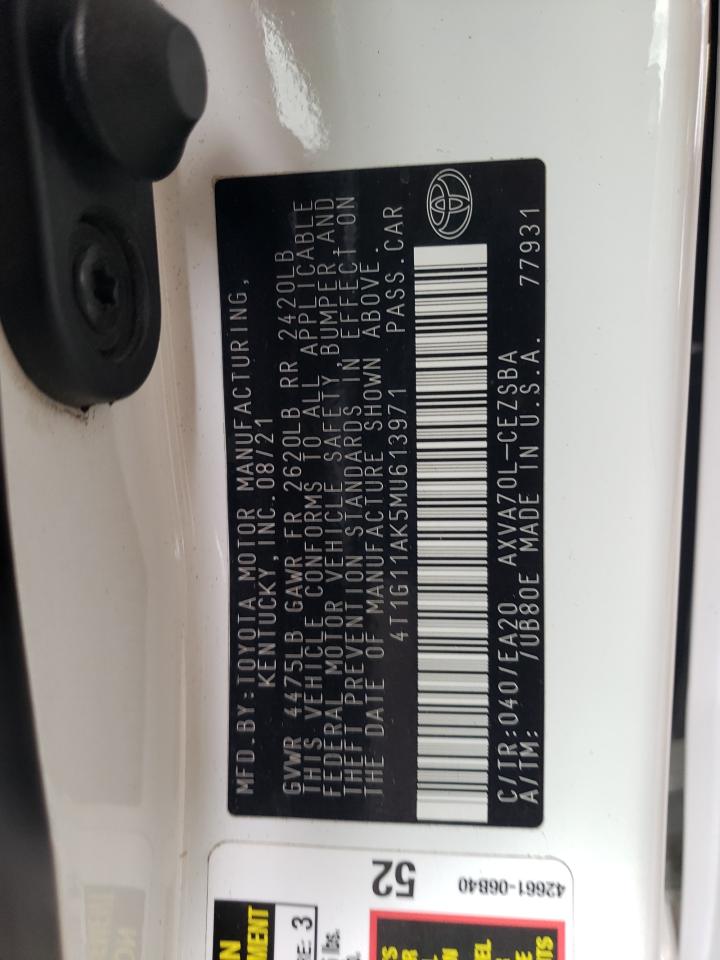 MFD.BY:TOYOTA MOTOR MANUFACTURING,
KENTUCKY,INC.08/21
GVWR 4475LB GAWR FR 2620LB RR 2420LB
THIS VEHICLE CONFORMS TO ALL APPLICABLE
FEDERAL MOTOR VEHICLE SAFETY,BUMPER,AND
THEFT PREVENTION STANDARDS IN EFFECT ON
THE DATE OF MANUFACTURE SHOWN ABOVE.
4T1G11AK5MU613971 PASS.CAR
C/TR:040/EA20 AXVA70L-CEZSBA
A/TM: /UB80E MADE IN U.S.A. 77931
52
42661-06B40
3
lbs.